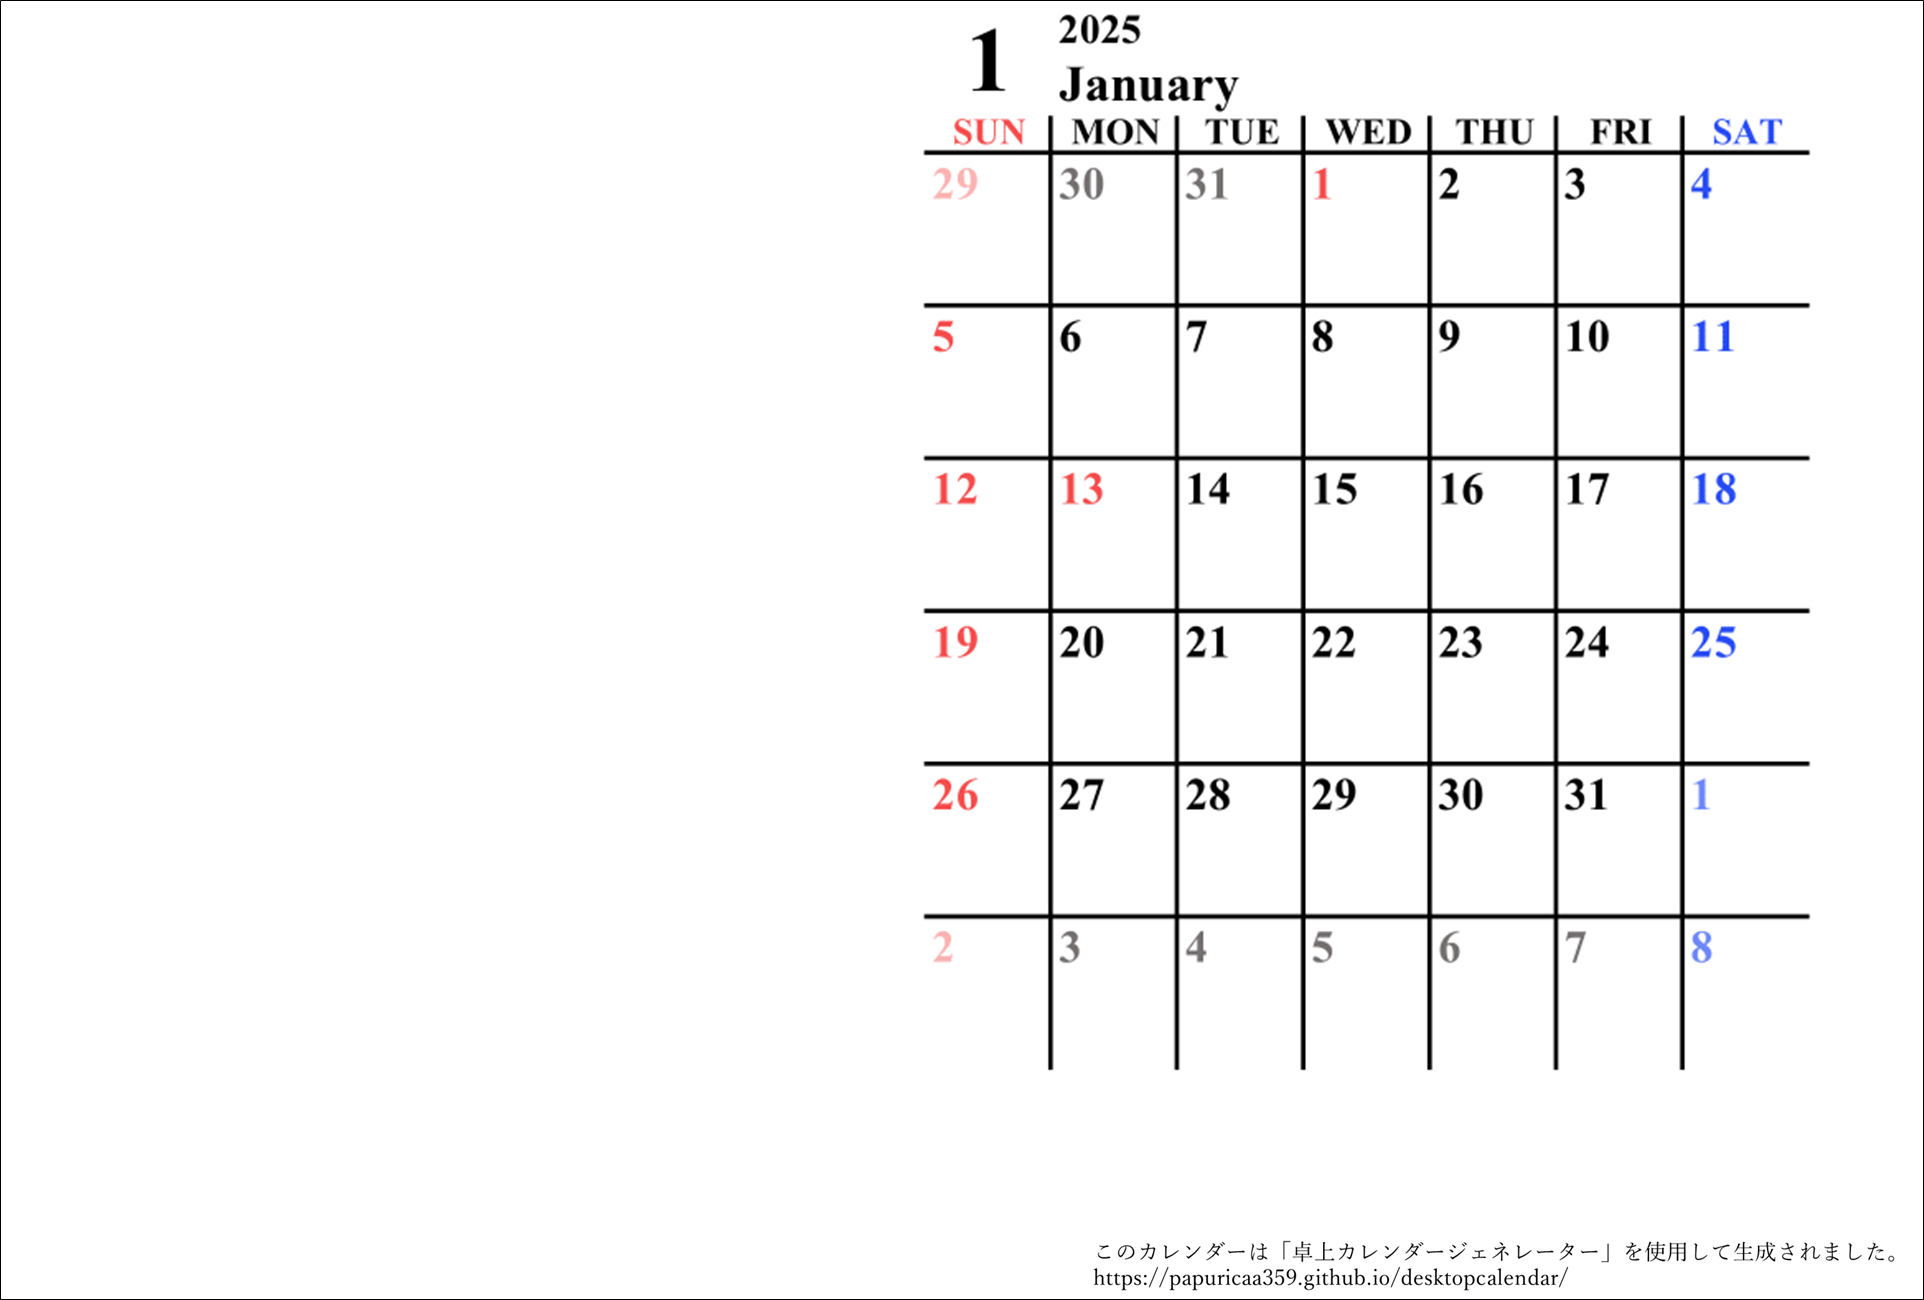 1
2025
January
SUN MON TUE WED THU FRI SAT
29 30 31 1 2 3 4
5 6 7 8 9 10 11
12 13 14 15 16 17 18
19 20 21 22 23 24 25
26 27 28 29 30 31 1
2 3 4 5 6 7 8
このカレンダーは「卓上カレンダージェネレーター」を使用して生成されました。
https://papuricaa359.github.io/desktopcalendar/